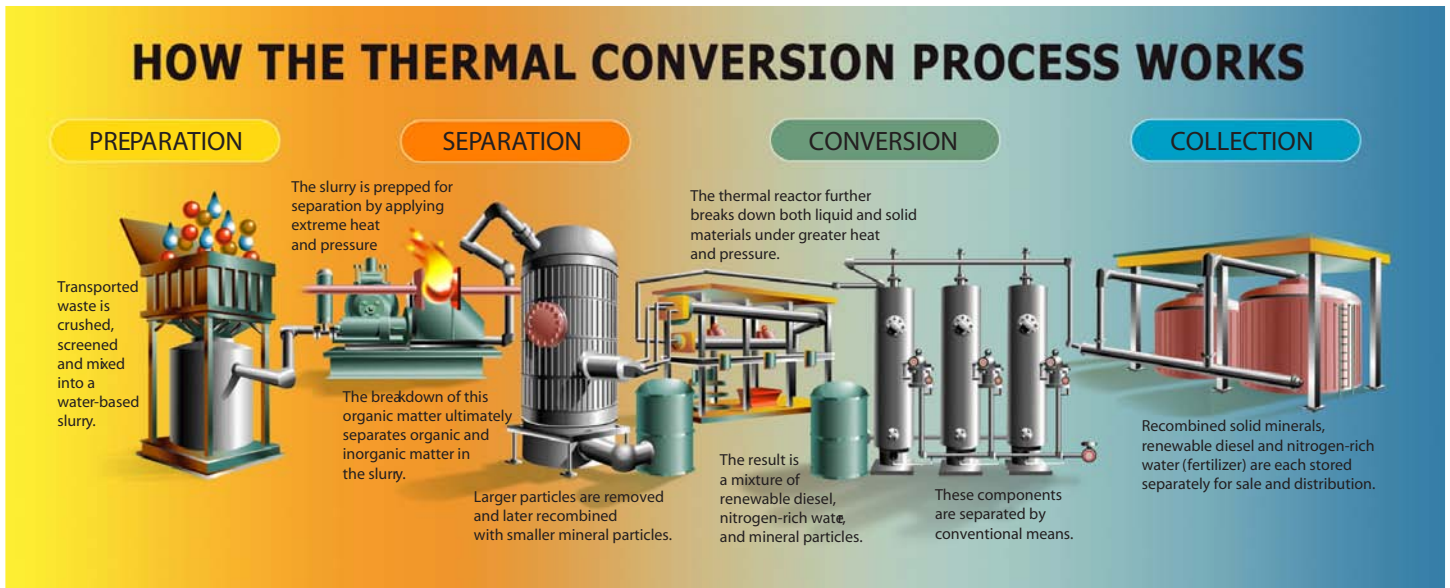 HOW THE THERMAL CONVERSION PROCESS WORKS
PREPARATION
SEPARATION
CONVERSION
COLLECTION
Transported
waste is
crushed,
screened
and mixed
into a
water-based
slurry.
The slurry is prepped for
separation by applying
extreme heat
and pressure
The breakdown of this
organic matter ultimately
separates organic and
inorganic matter in
the slurry.
Larger particles are removed
and later recombined
with smaller mineral particles.
The thermal reactor further
breaks down both liquid and solid
materials under greater heat
and pressure.
The result is
a mixture of
renewable diesel,
nitrogen-rich water,
and mineral particles.
These components
are separated by
conventional means.
Recombined solid minerals,
renewable diesel and nitrogen-rich
water (fertilizer) are each stored
separately for sale and distribution.